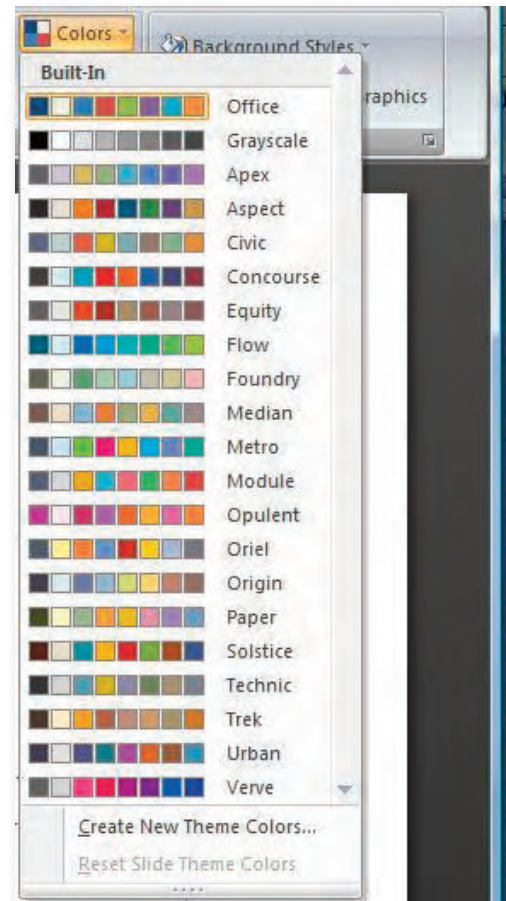 Colors
Background Styles
Built-In
raphics
Office
Grayscale
Apex
Aspect
Civic
Concourse
Equity
Flow
Foundry
Median
Metro
Module
Opulent
Oriel
Origin
Paper
Solstice
Technic
Trek
Urban
Verve
Create New Theme Colors...
Reset Slide Theme Colors